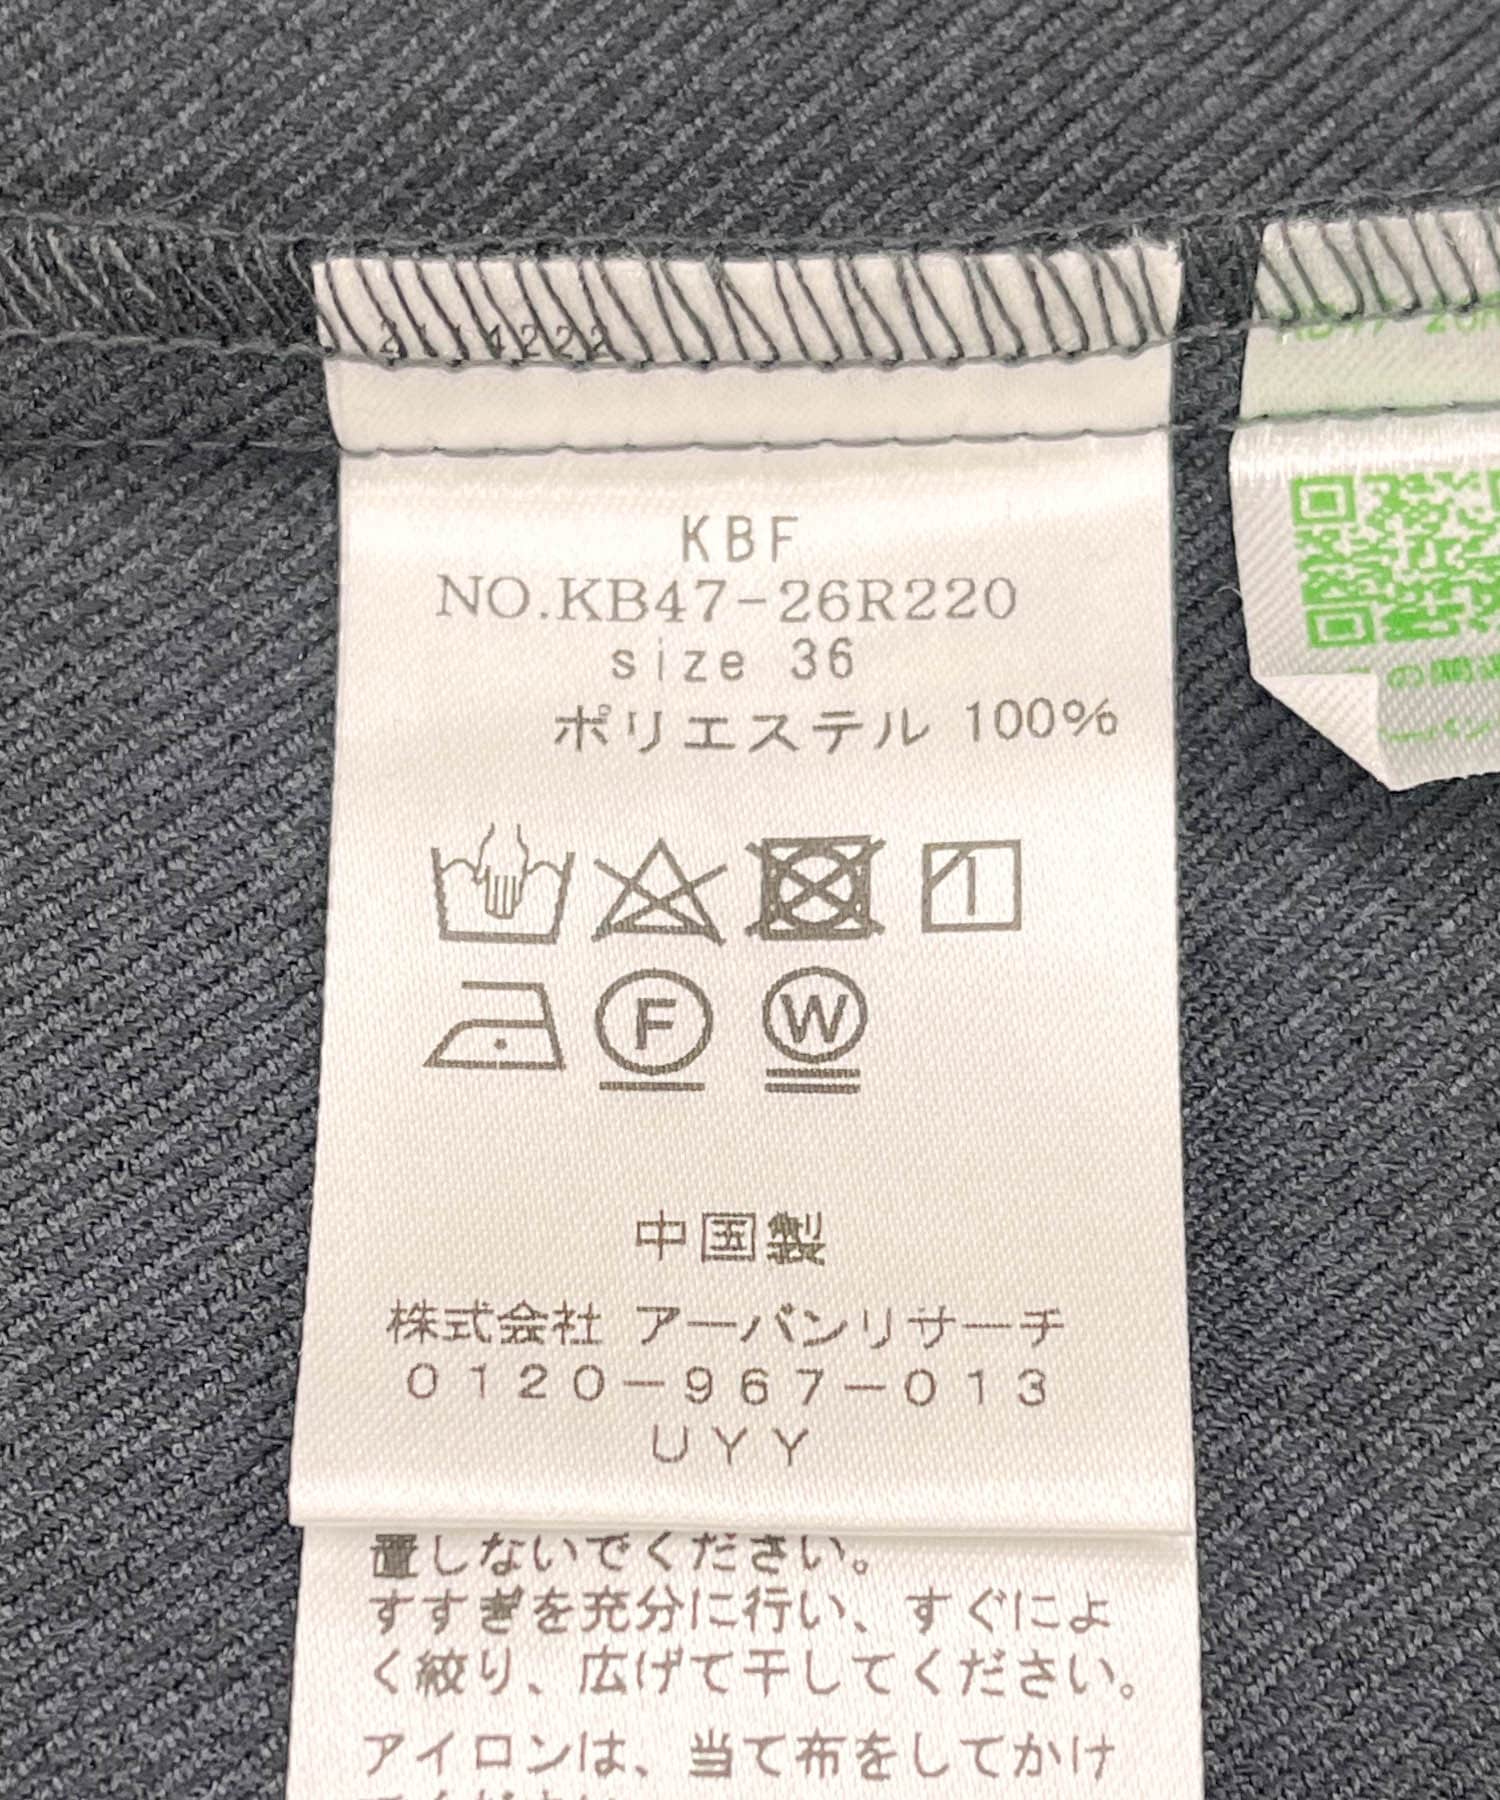 2114222
KBF
NO.KB47-26R220
size 36
ポリエステル 100%
1
F
W
中国製
株式会社 アーバンリサーチ
0120-967-013
UYY
置しないでください。
すすぎを充分に行い、すぐによ
く絞り、広げて干してください。
アイロンは、当て布をしてかけ